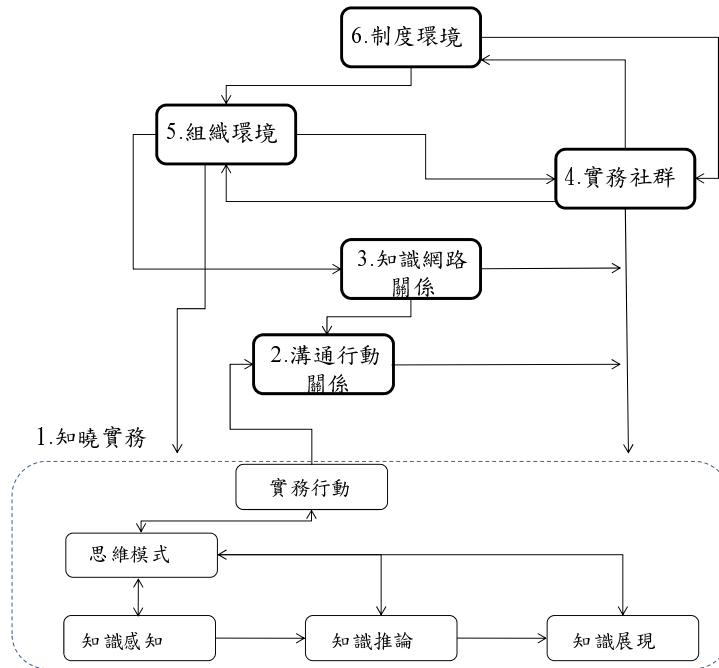 6.制度環境
5.組織環境
4.實務社群
3.知識網路
關係
2.溝通行動
關係
1.知曉實務
實務行動
思維模式
知識感知
知識推論
知識展現